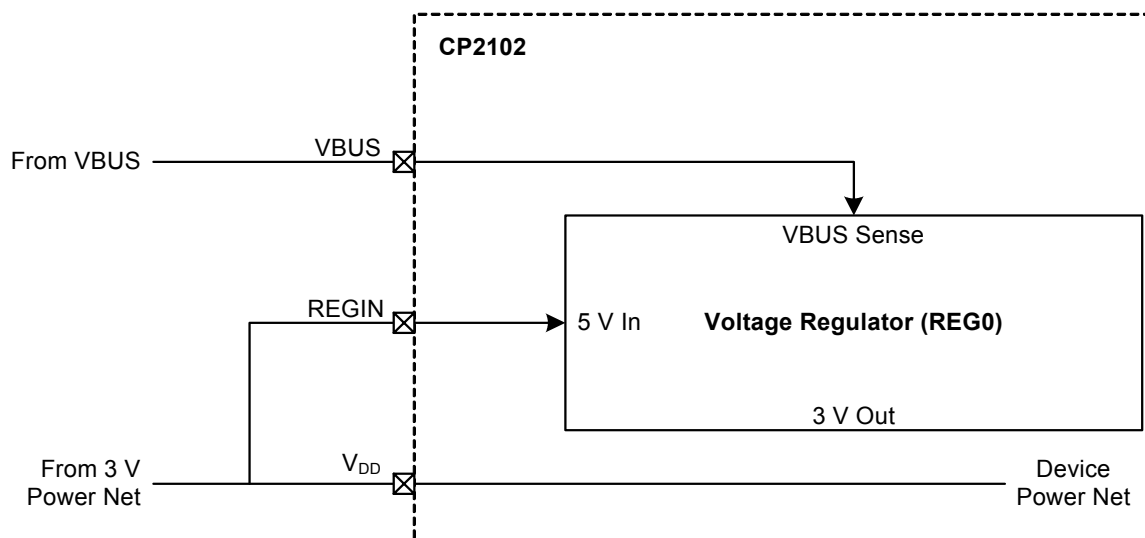 CP2102
VBUS
From VBUS
VBUS Sense
REGIN
5 V In
Voltage Regulator (REG0)
3 V Out
From 3 V
Power Net
VDD
Device
Power Net